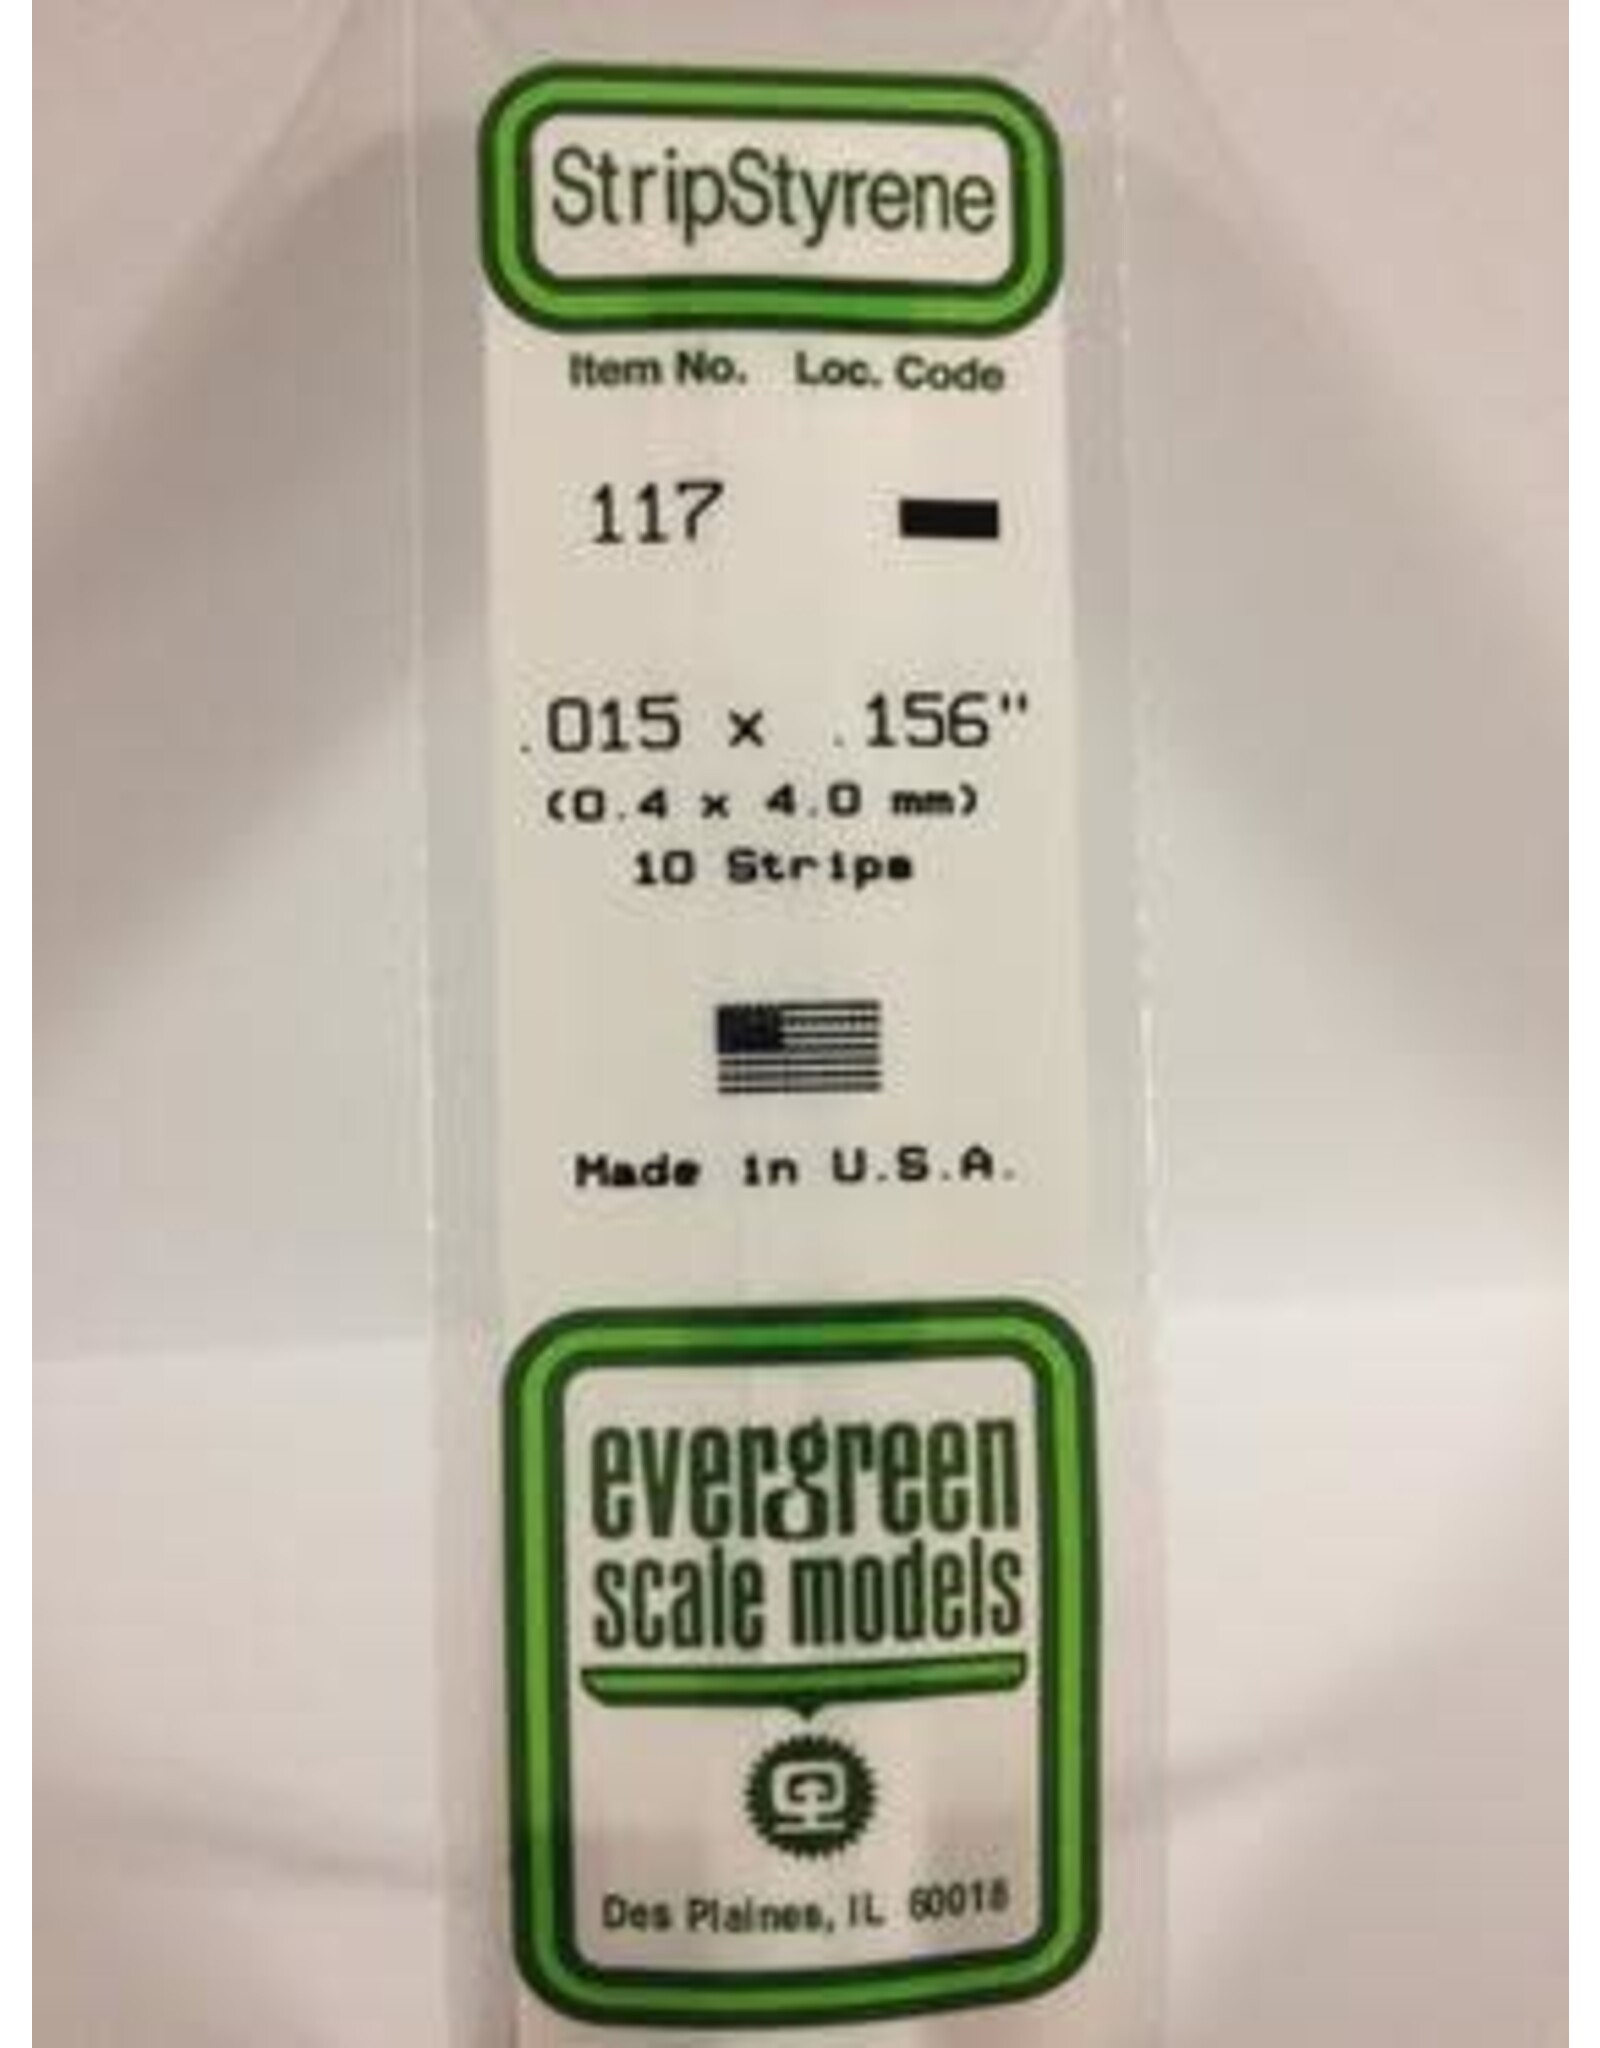 StripStyrene
Item No. Loc. Code
117
.015 x .156"
(0.4 x 4.0 mm)
10 Strips
Made in U.S.A.
evergreen
scale models
Des Plaines, IL 60018